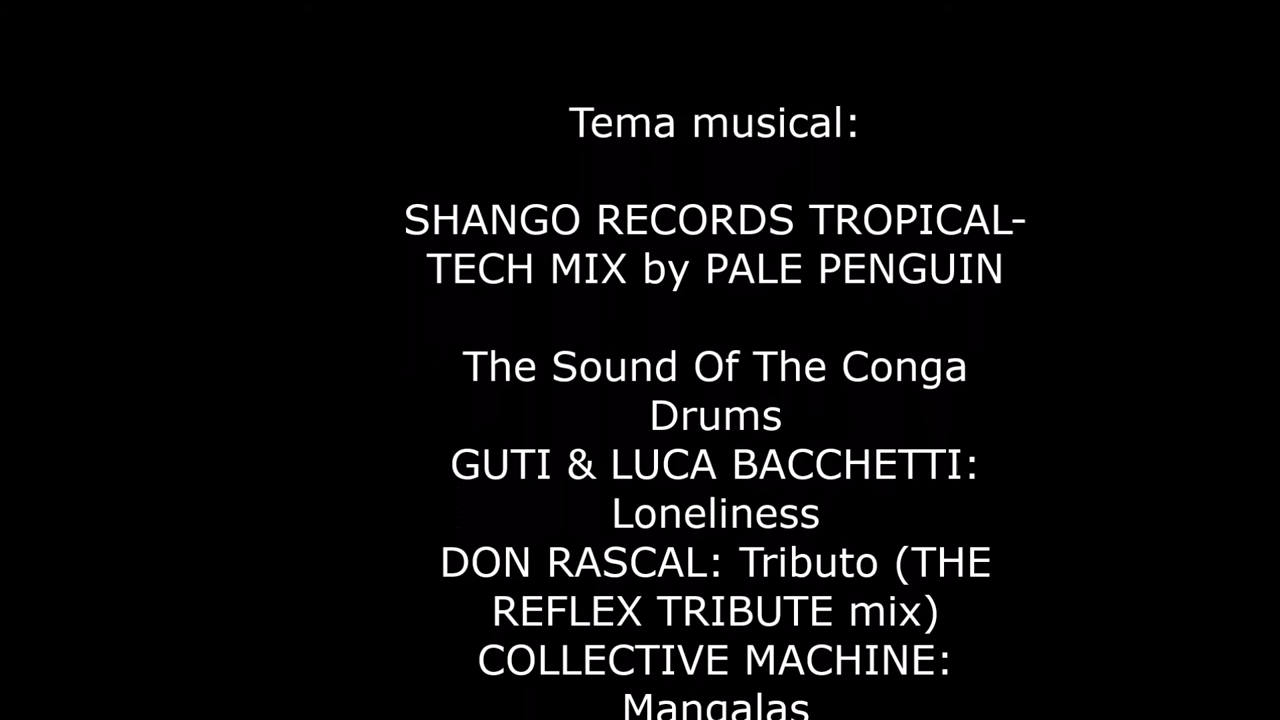 Tema musical:
SHANGO RECORDS TROPICAL-
TECH MIX by PALE PENGUIN
The Sound Of The Conga
Drums
GUTI & LUCA BACCHETTI:
Loneliness
DON RASCAL: Tributo (THE
REFLEX TRIBUTE mix)
COLLECTIVE MACHINE:
Mangalas